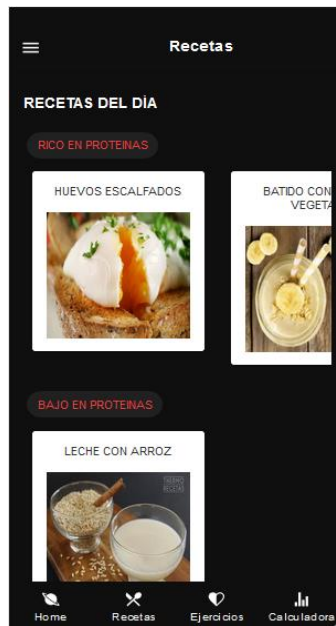 Recetas
RECETAS DEL DÌA
RICO EN PROTEINAS
HUEVOS ESCALFADOS
BATIDO CON
VEGETA
BAJO EN PROTEINAS
LECHE CON ARROZ
Home
Recetas
Ejercicios
Calculadora